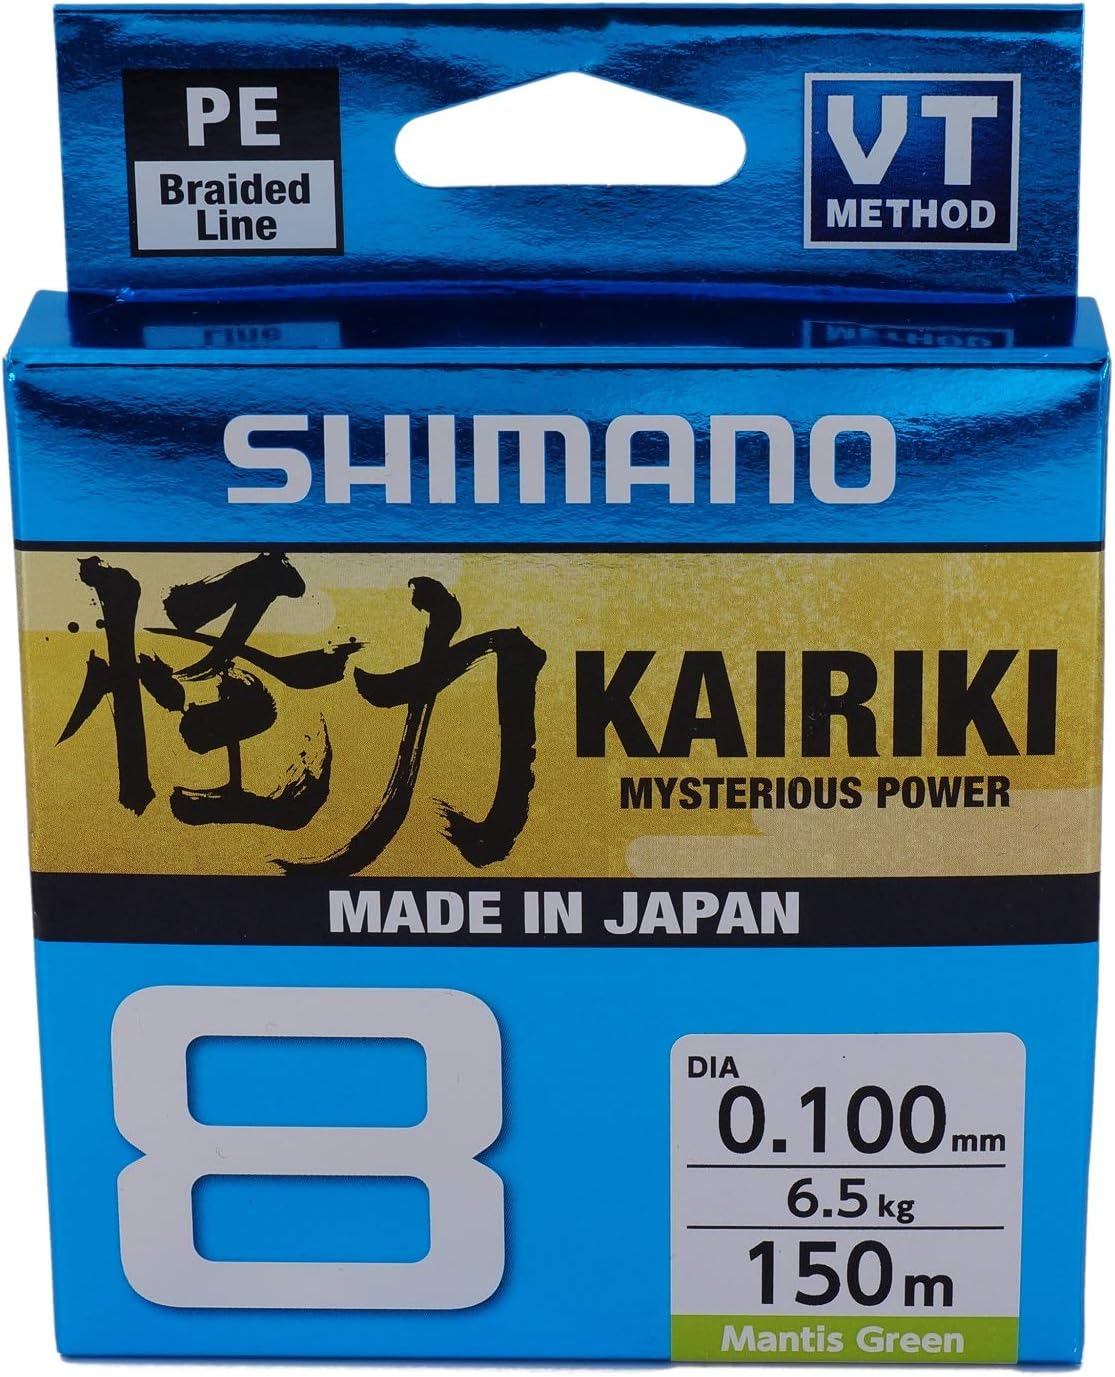 PE
Braided
Line
VT
METHOD
SHIMANO
怪力
KAIRIKI
MYSTERIOUS POWER
MADE IN JAPAN
8
DIA
0.100mm
6.5kg
150m
Mantis Green